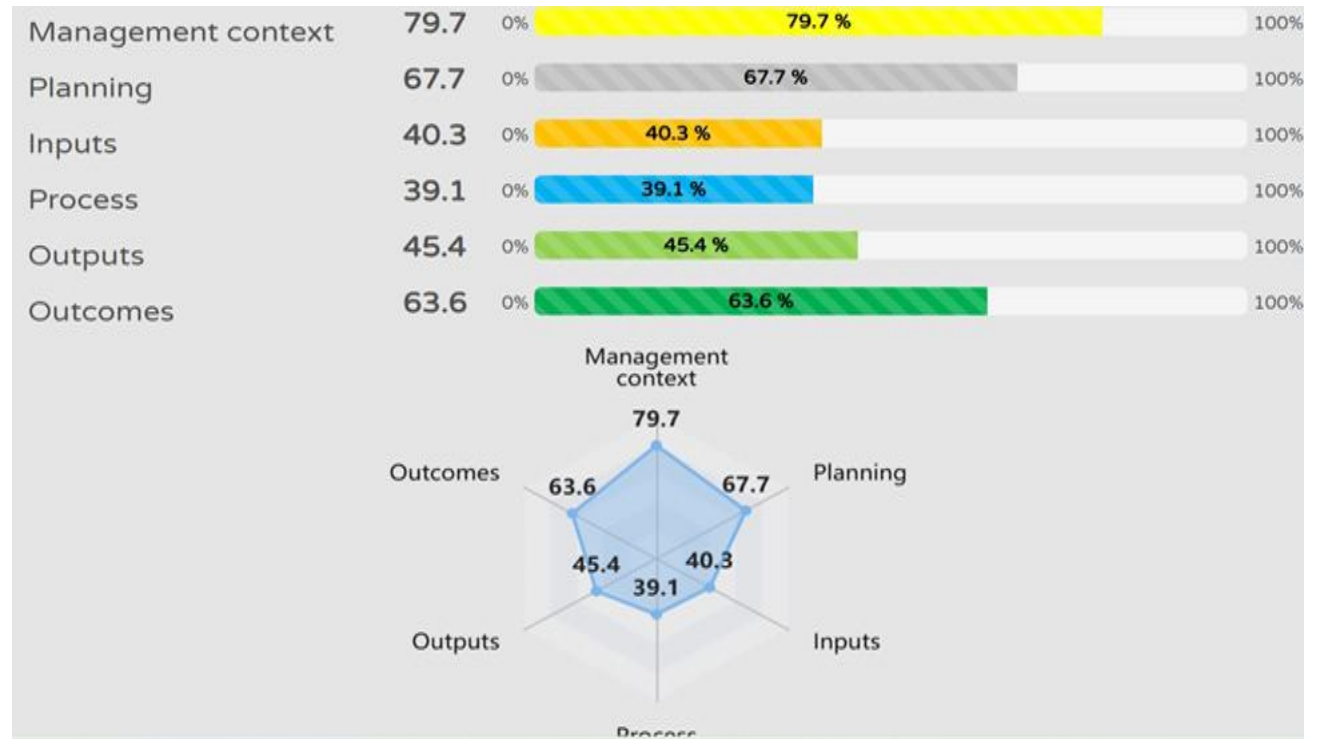 Management context 79.7 0% 79.7 % 100%
Planning 67.7 0% 67.7 % 100%
Inputs 40.3 0% 40.3 % 100%
Process 39.1 0% 39.1 % 100%
Outputs 45.4 0% 45.4 % 100%
Outcomes 63.6 0% 63.6 % 100%
Management
context
79.7
Outcomes 63.6 67.7 Planning
45.4 40.3
39.1
Outputs Inputs
Process